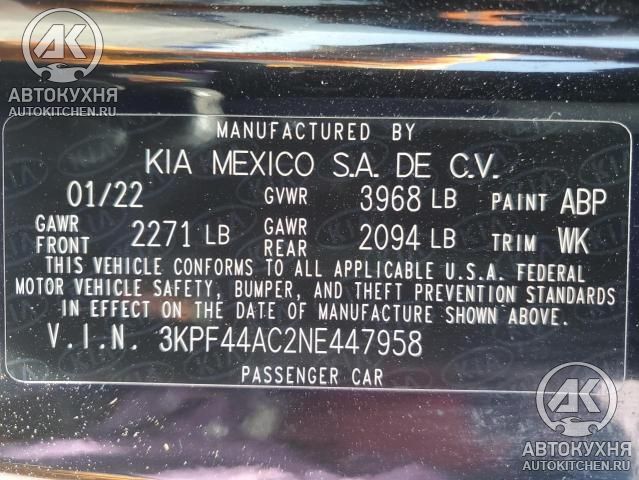 AK
АВТОКУХНЯ
AUTOKITCHEN.RU
MANUFACTURED BY
KIA MEXICO S.A. DE C.V.
01/22 GVWR 3968 LB PAINT ABP
GAWR FRONT 2271 LB GAWR REAR 2094 LB TRIM WK
THIS VEHICLE CONFORMS TO ALL APPLICABLE U.S.A. FEDERAL
MOTOR VEHICLE SAFETY, BUMPER, AND THEFT PREVENTION STANDARDS
IN EFFECT ON THE DATE OF MANUFACTURE SHOWN ABOVE.
V.I.N. 3KPF44AC2NE447958
PASSENGER CAR
AK
АВТОКУХНЯ
AUTOKITCHEN.RU